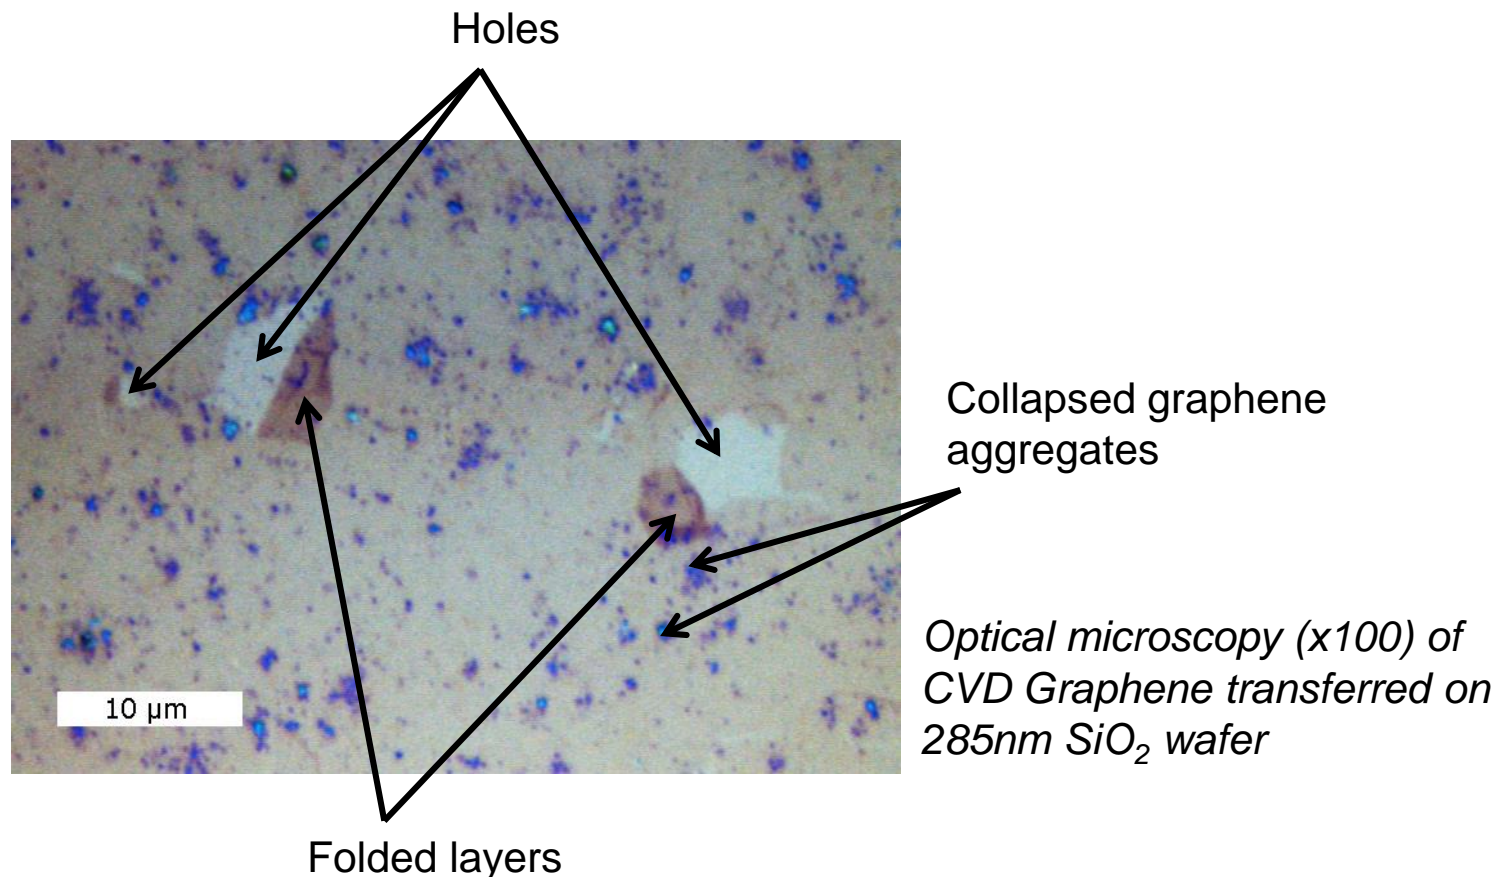 Holes
Collapsed graphene
aggregates
Optical microscopy (x100) of
CVD Graphene transferred on
285nm SiO₂ wafer
10 µm
Folded layers